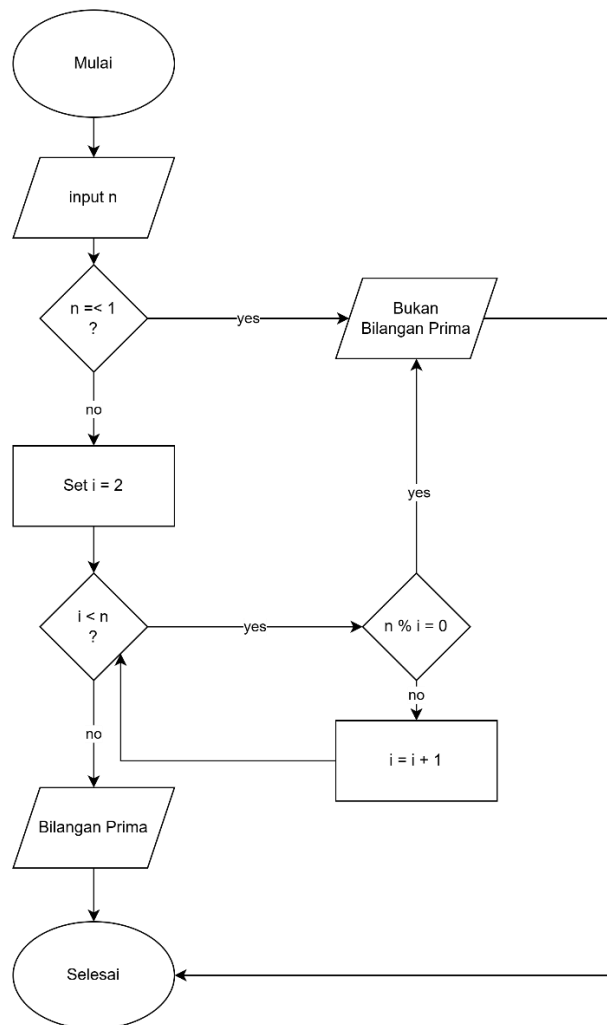 Mulai
input n
n =< 1
?
yes
Bukan
Bilangan Prima
no
Set i = 2
yes
i < n
?
yes
n % i = 0
no
no
i = i + 1
Bilangan Prima
Selesai